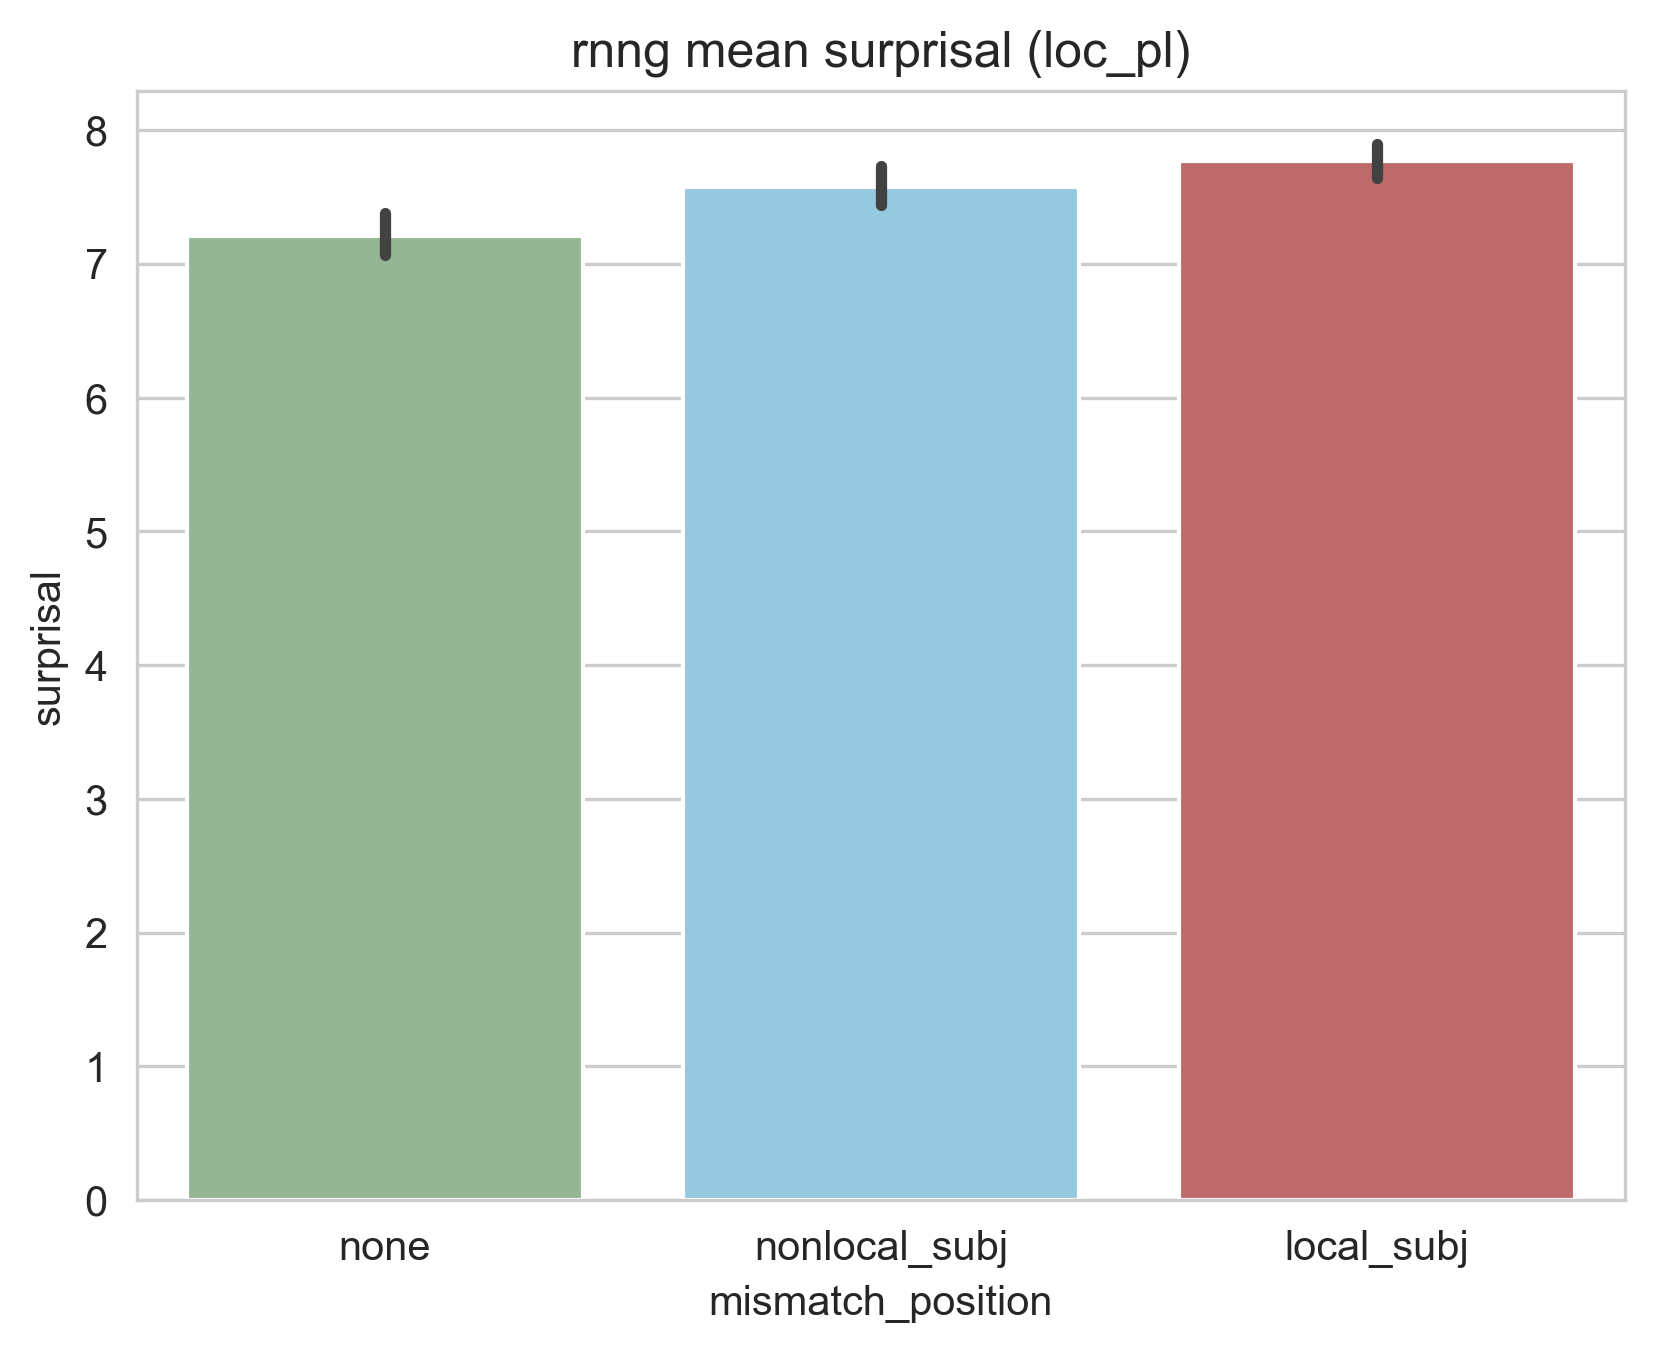 rnng mean surprisal (loc_pl)
8
7
6
5
4
3
2
1
0
surprisal
none nonlocal_subj local_subj
mismatch_position